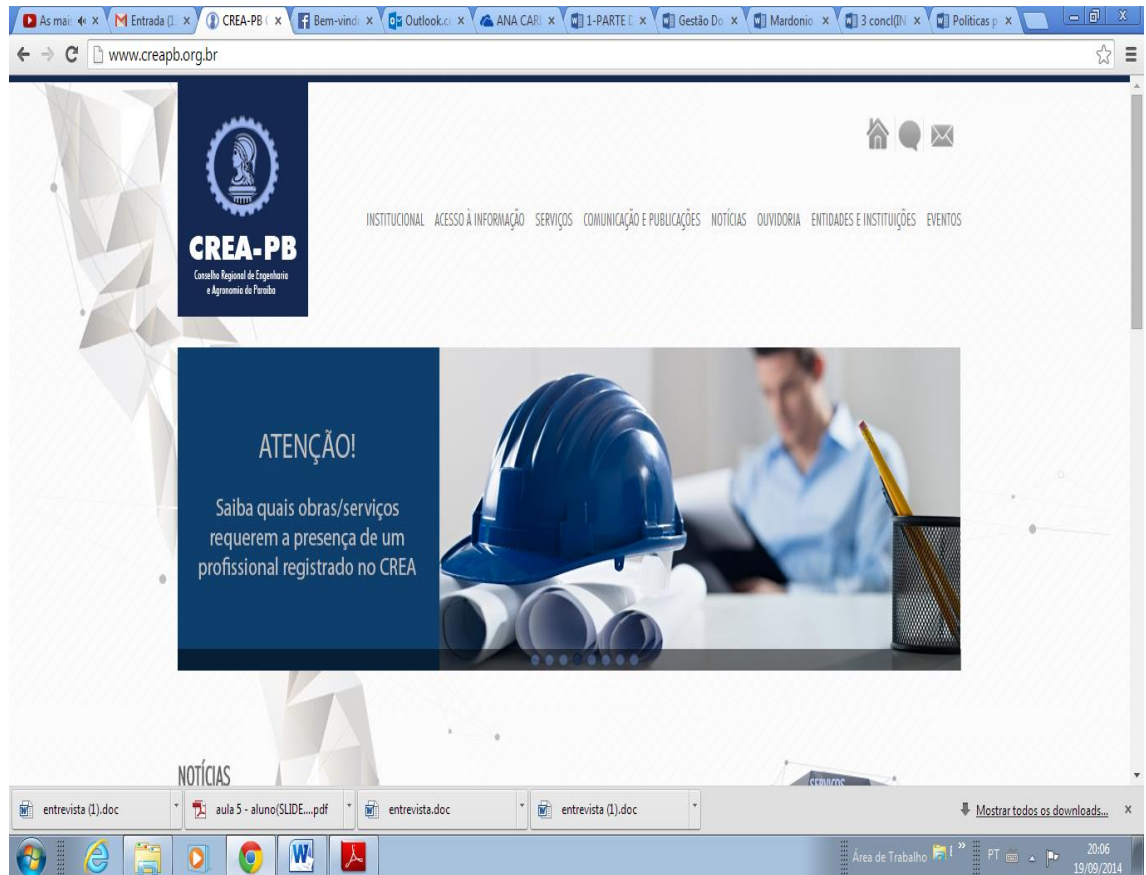 As mais
Entrada (1
CREA-PB (
Bem-vind
Outlook.c
ANA CAR
1-PARTE
Gestão Do
Mardonio
3 concl(IN
Políticas p
www.creapb.org.br
CREA-PB
Conselho Regional de Engenharia
e Agronomia da Paraíba
INSTITUCIONAL ACESSO À INFORMAÇÃO SERVIÇOS COMUNICAÇÃO E PUBLICAÇÕES NOTÍCIAS OUVIDORIA ENTIDADES E INSTITUIÇÕES EVENTOS
ATENÇÃO!
Saiba quais obras/serviços
requerem a presença de um
profissional registrado no CREA
NOTÍCIAS
SERVIÇOS
entrevista (1).doc
aula 5 - aluno(SLIDE....pdf
entrevista.doc
entrevista (1).doc
Mostrar todos os downloads...
Área de Trabalho
PT
20:06
19/09/2014